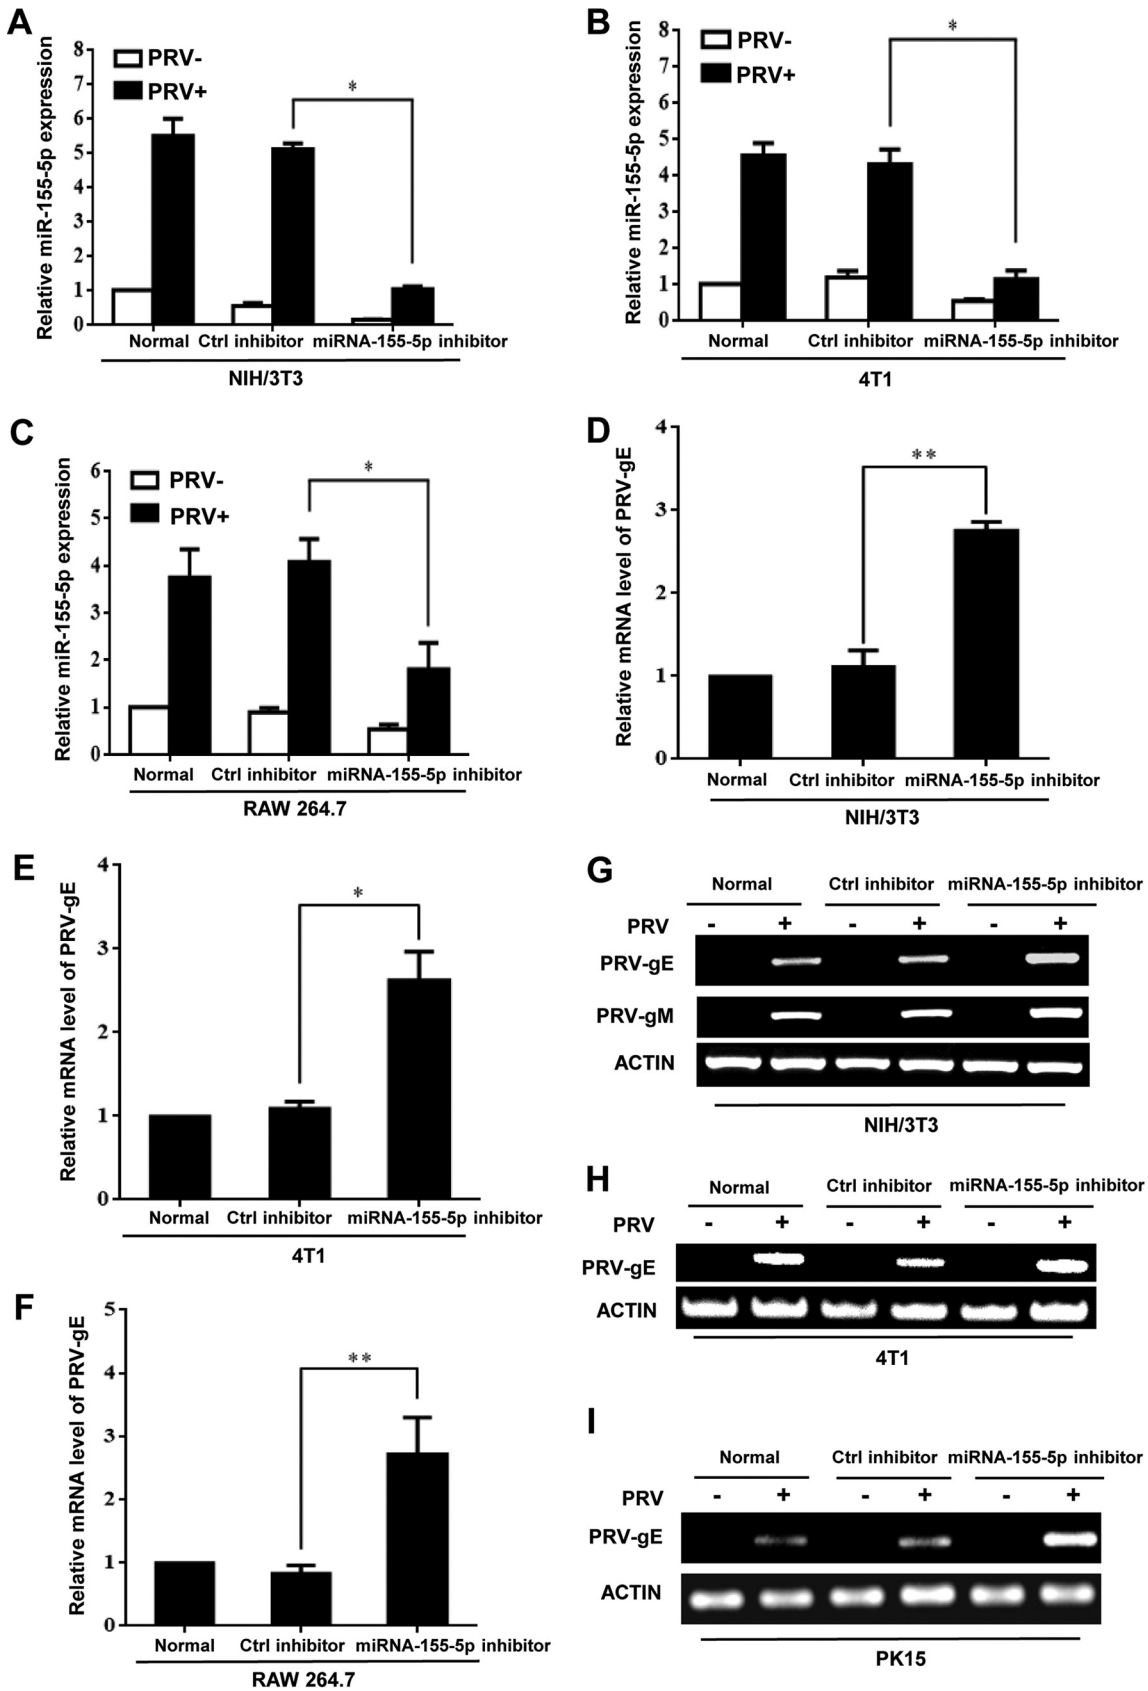 A
Relative miR-155-5p expression
8
7
6
5
4
3
2
1
0
PRV-
PRV+
*
Normal Ctrl inhibitor miRNA-155-5p inhibitor
NIH/3T3
B
Relative miR-155-5p expression
8
7
6
5
4
3
2
1
0
PRV-
PRV+
*
Normal Ctrl inhibitor miRNA-155-5p inhibitor
4T1
C
Relative miR-155-5p expression
6
5
4
3
2
1
0
PRV-
PRV+
*
Normal Ctrl inhibitor miRNA-155-5p inhibitor
RAW 264.7
D
Relative mRNA level of PRV-gE
4
3
2
1
0
**
Normal Ctrl inhibitor miRNA-155-5p inhibitor
NIH/3T3
E
Relative mRNA level of PRV-gE
4
3
2
1
0
*
Normal Ctrl inhibitor miRNA-155-5p inhibitor
4T1
F
Relative mRNA level of PRV-gE
5
4
3
2
1
0
**
Normal Ctrl inhibitor miRNA-155-5p inhibitor
RAW 264.7
G
Normal Ctrl inhibitor miRNA-155-5p inhibitor
PRV - + - + - +
PRV-gE
PRV-gM
ACTIN
NIH/3T3
H
Normal Ctrl inhibitor miRNA-155-5p inhibitor
PRV - + - + - +
PRV-gE
ACTIN
4T1
I
Normal Ctrl inhibitor miRNA-155-5p inhibitor
PRV - + - + - +
PRV-gE
ACTIN
PK15